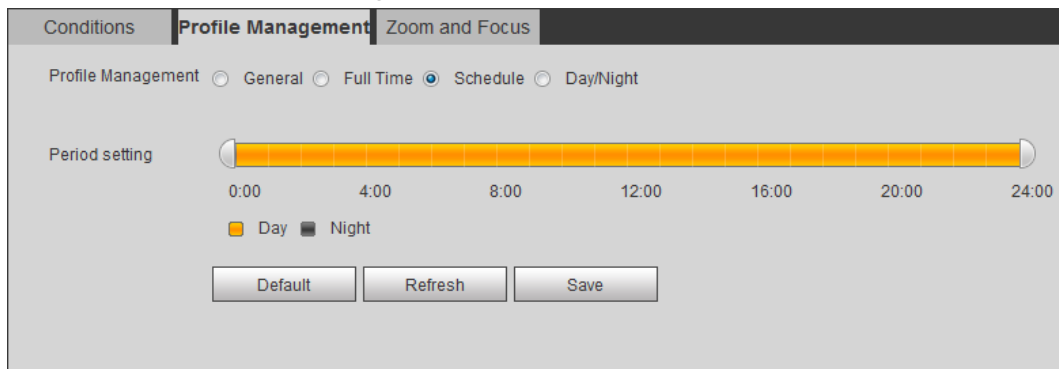 Conditions Profile Management Zoom and Focus
Profile Management General Full Time Schedule Day/Night
Period setting
0:00 4:00 8:00 12:00 16:00 20:00 24:00
Day Night
Default Refresh Save